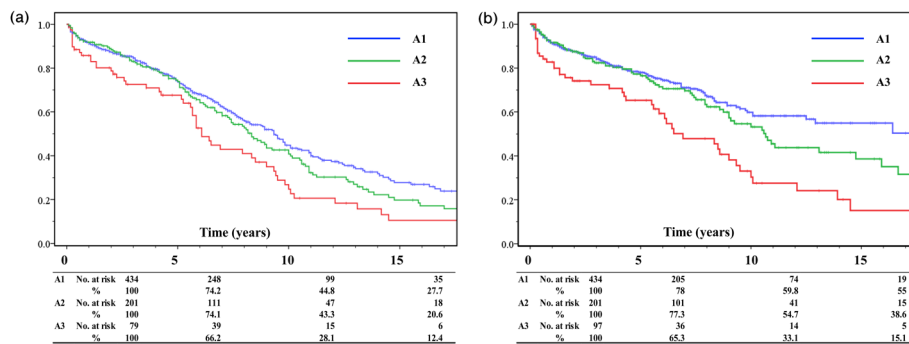 (a)
1.0
0.8
0.6
0.4
0.2
0.0
A1
A2
A3
Time (years)
0 5 10 15
A1 No. at risk 434 248 99 35
% 100 74.2 44.8 27.7
A2 No. at risk 201 111 47 18
% 100 74.1 43.3 20.6
A3 No. at risk 79 39 15 6
% 100 66.2 28.1 12.4
(b)
1.0
0.8
0.6
0.4
0.2
0.0
A1
A2
A3
Time (years)
0 5 10 15
A1 No. at risk 434 205 74 19
% 100 78 59.8 55
A2 No. at risk 201 101 41 15
% 100 77.3 54.7 38.6
A3 No. at risk 97 36 14 5
% 100 65.3 33.1 15.1